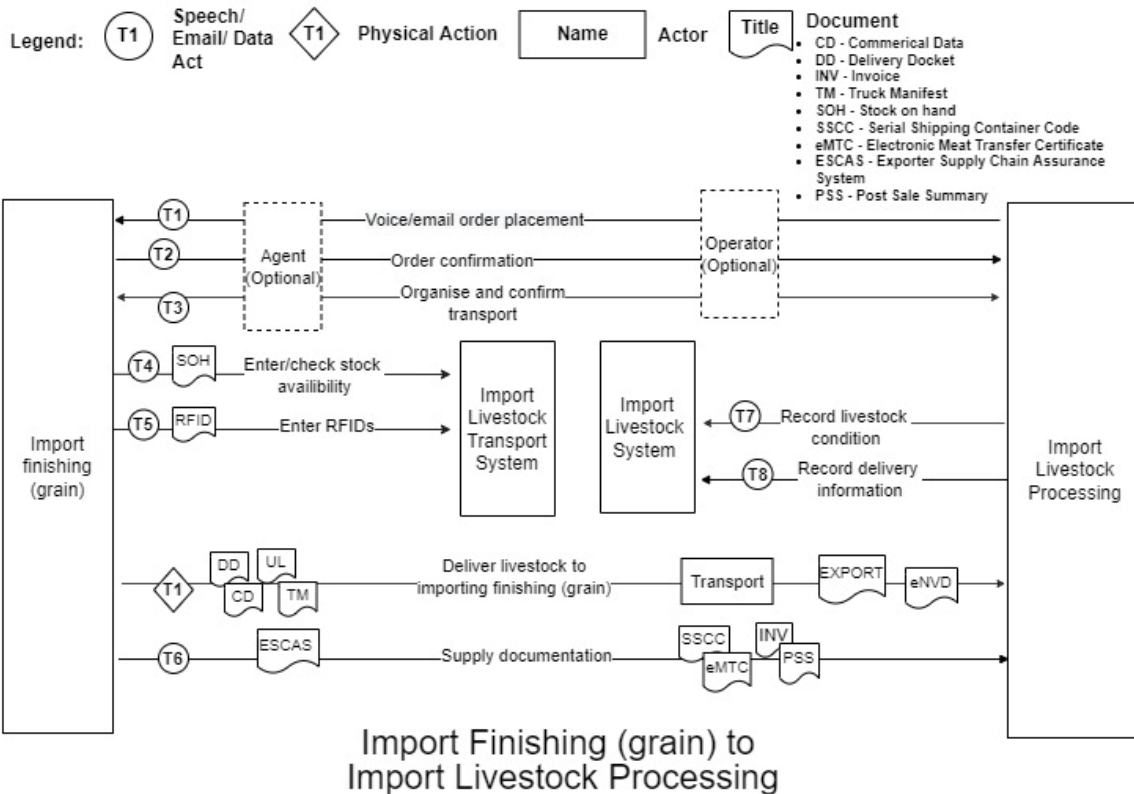 Legend:
T1
Speech/
Email/ Data
Act
T1
Physical Action
Name
Actor
Title
Document
• CD - Commerical Data
• DD - Delivery Docket
• INV - Invoice
• TM - Truck Manifest
• SOH - Stock on hand
• SSCC - Serial Shipping Container Code
• eMTC - Electronic Meat Transfer Certificate
• ESCAS - Exporter Supply Chain Assurance
System
• PSS - Post Sale Summary
T1
Voice/email order placement
T2
Order confirmation
T3
Organise and confirm
transport
Agent
(Optional)
Operator
(Optional)
T4
SOH
Enter/check stock
availibility
T5
RFID
Enter RFIDs
Import
finishing
(grain)
Import
Livestock
Transport
System
Import
Livestock
System
T7
Record livestock
condition
T8
Record delivery
information
Import
Livestock
Processing
T1
DD
UL
CD
TM
Deliver livestock to
importing finishing (grain)
Transport
EXPORT
eNVD
T6
ESCAS
Supply documentation
SSCC
eMTC
INV
PSS
Import Finishing (grain) to
Import Livestock Processing